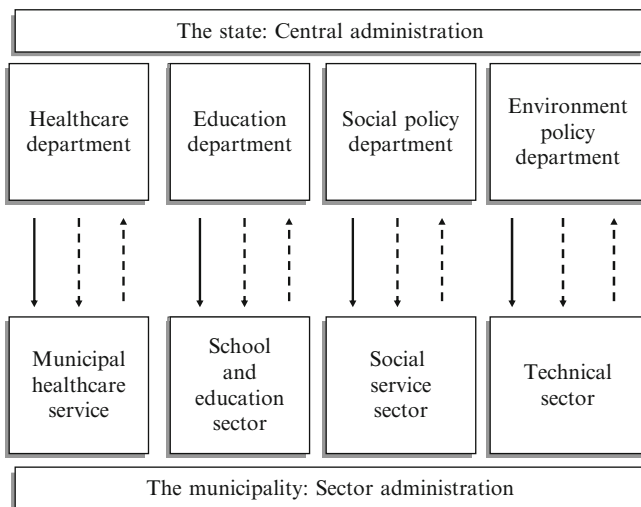 The state: Central administration
Healthcare
department
Education
department
Social policy
department
Environment
policy
department
Municipal
healthcare
service
School
and
education
sector
Social
service
sector
Technical
sector
The municipality: Sector administration